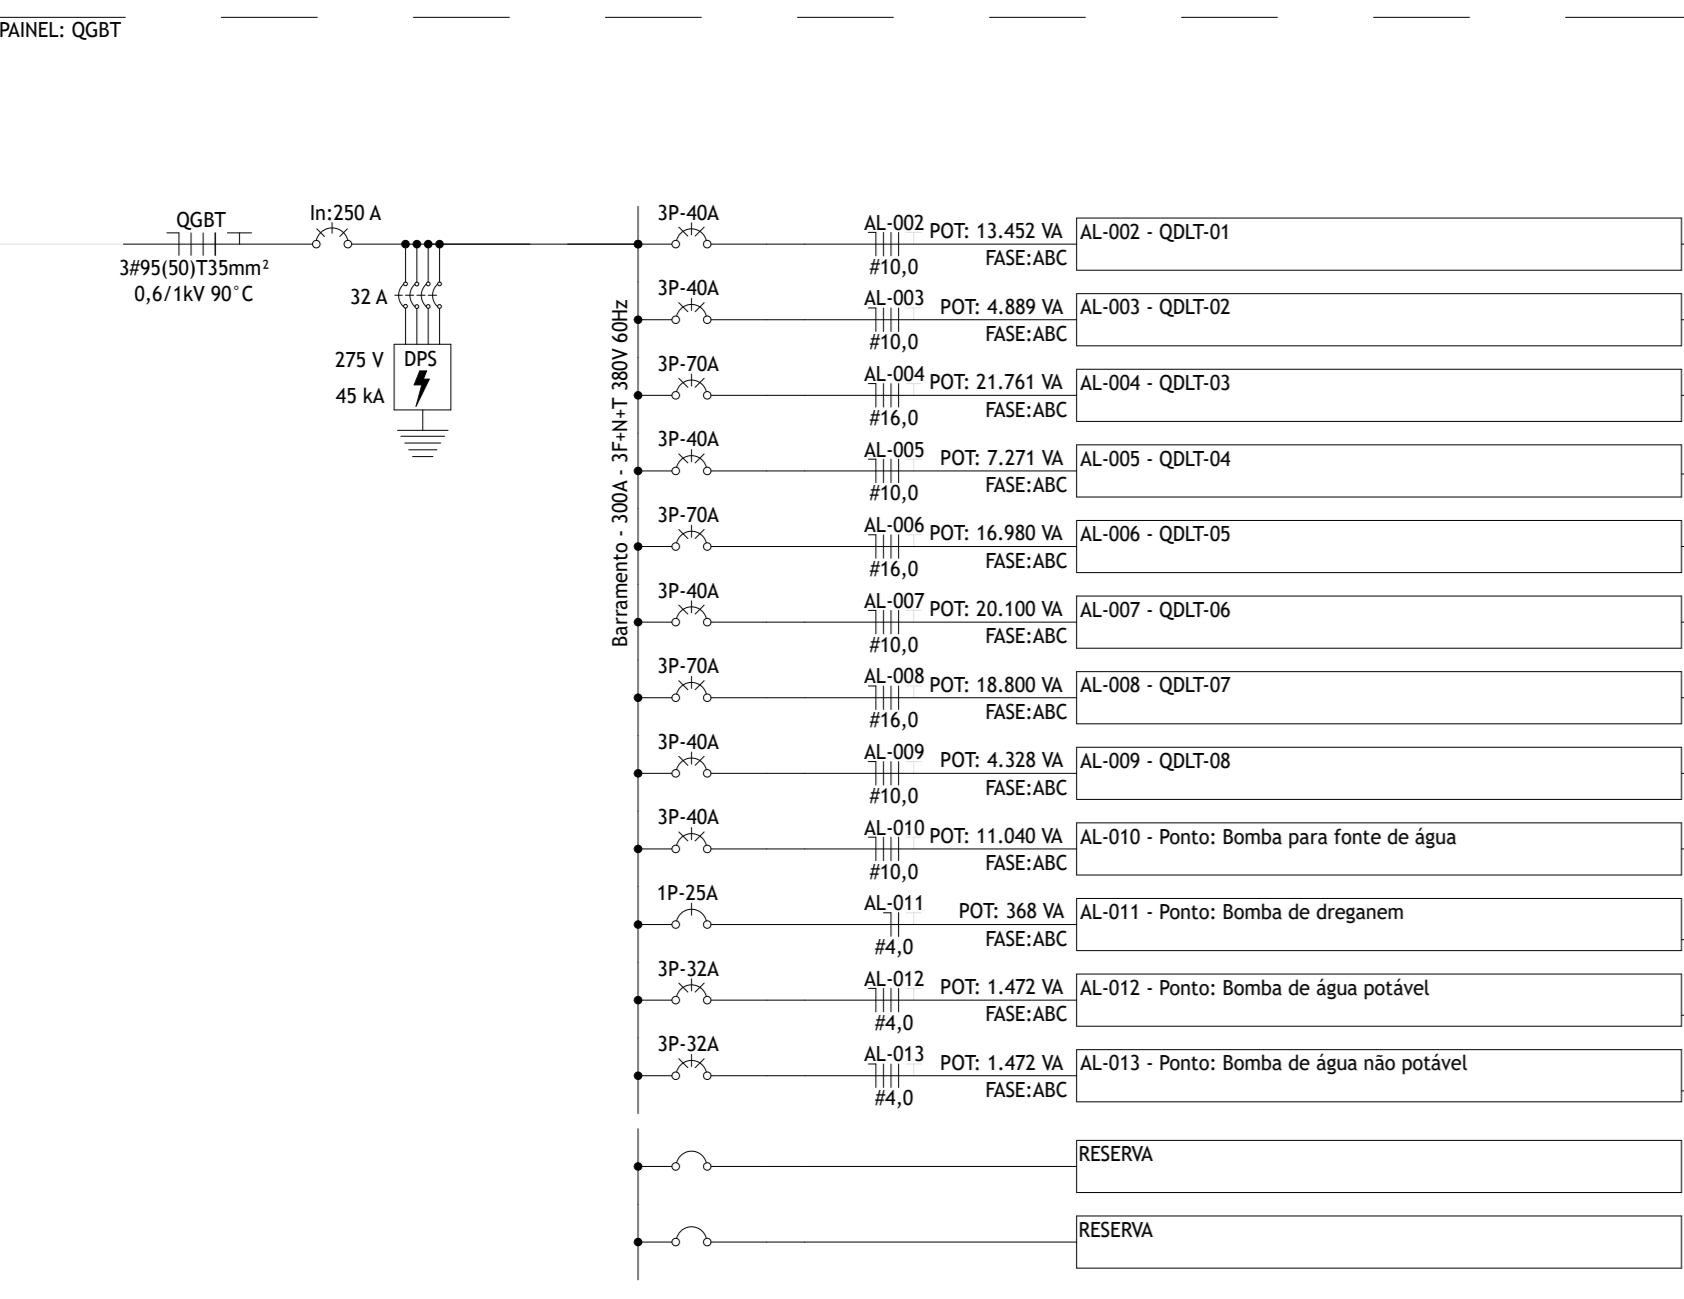 PAINEL: QGBT
QGBT
3#95(50)T35mm²
0,6/1kV 90°C
In:250 A
32 A
275 V
45 kA
DPS
Barramento - 300A - 3F+N+T 380V 60Hz
3P-40A
AL-002
#10,0
POT: 13.452 VA
FASE:ABC
AL-002 - QDLT-01
3P-40A
AL-003
#10,0
POT: 4.889 VA
FASE:ABC
AL-003 - QDLT-02
3P-70A
AL-004
#16,0
POT: 21.761 VA
FASE:ABC
AL-004 - QDLT-03
3P-40A
AL-005
#10,0
POT: 7.271 VA
FASE:ABC
AL-005 - QDLT-04
3P-70A
AL-006
#16,0
POT: 16.980 VA
FASE:ABC
AL-006 - QDLT-05
3P-40A
AL-007
#10,0
POT: 20.100 VA
FASE:ABC
AL-007 - QDLT-06
3P-70A
AL-008
#16,0
POT: 18.800 VA
FASE:ABC
AL-008 - QDLT-07
3P-40A
AL-009
#10,0
POT: 4.328 VA
FASE:ABC
AL-009 - QDLT-08
3P-40A
AL-010
#10,0
POT: 11.040 VA
FASE:ABC
AL-010 - Ponto: Bomba para fonte de água
1P-25A
AL-011
#4,0
POT: 368 VA
FASE:ABC
AL-011 - Ponto: Bomba de dreganem
3P-32A
AL-012
#4,0
POT: 1.472 VA
FASE:ABC
AL-012 - Ponto: Bomba de água potável
3P-32A
AL-013
#4,0
POT: 1.472 VA
FASE:ABC
AL-013 - Ponto: Bomba de água não potável
RESERVA
RESERVA